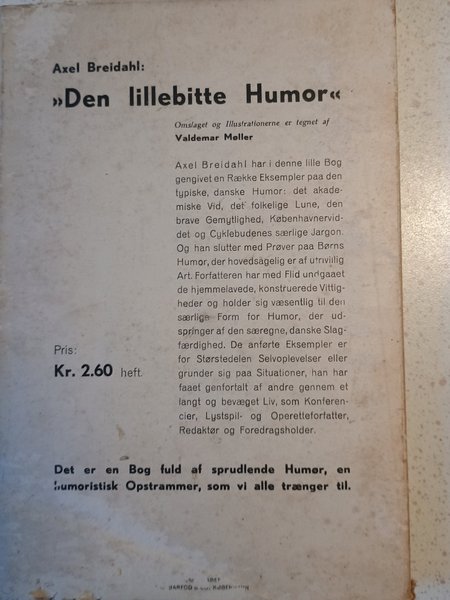 Axel Breidahl:
»Den lillebitte Humor«
Omslaget og Illustrationerne er tegnet af
Valdemar Møller
Axel Breidahl har i denne lille Bog
gengivet en Række Eksempler paa den
typiske, danske Humor: det akade-
miske Vid, det folkelige Lune, den
brave Gemytlighed, Københavnervid-
det og Cyklebudenes særlige Jargon.
Og han slutter med Prøver paa Børns
Humor, der hovedsagelig er af ufrivillig
Art. Forfatteren har med Flid undgaaet
de hjemmelavede, konstruerede Vittig-
heder og holder sig væsentlig til den
særlige Form for Humor, der ud-
springer af den særegne, danske Slag-
færdighed. De anførte Eksempler er
for Størstedelen Selvoplevelser eller
grunder sig paa Situationer, han har
faaet genfortalt af andre gennem et
langt og bevæget Liv, som Konferen-
cier, Lystspil- og Operetteforfatter,
Redaktør og Foredragsholder.
Pris:
Kr. 2.60 heft.
Det er en Bog fuld af sprudlende Humør, en
humoristisk Opstrammer, som vi alle trænger til.